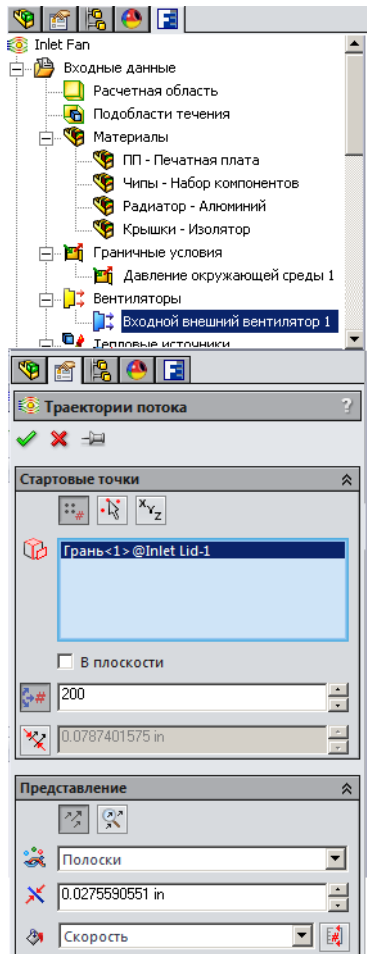 Inlet Fan
Входные данные
Расчетная область
Подобласти течения
Материалы
ПП - Печатная плата
Чипы - Набор компонентов
Радиатор - Алюминий
Крышки - Изолятор
Граничные условия
Давление окружающей среды 1
Вентиляторы
Входной внешний вентилятор 1
Тепловые источники
Траектории потока
?
Стартовые точки
X Y Z
Грань<1>@Inlet Lid-1
В плоскости
200
0.0787401575 in
Представление
Полоски
0.0275590551 in
Скорость